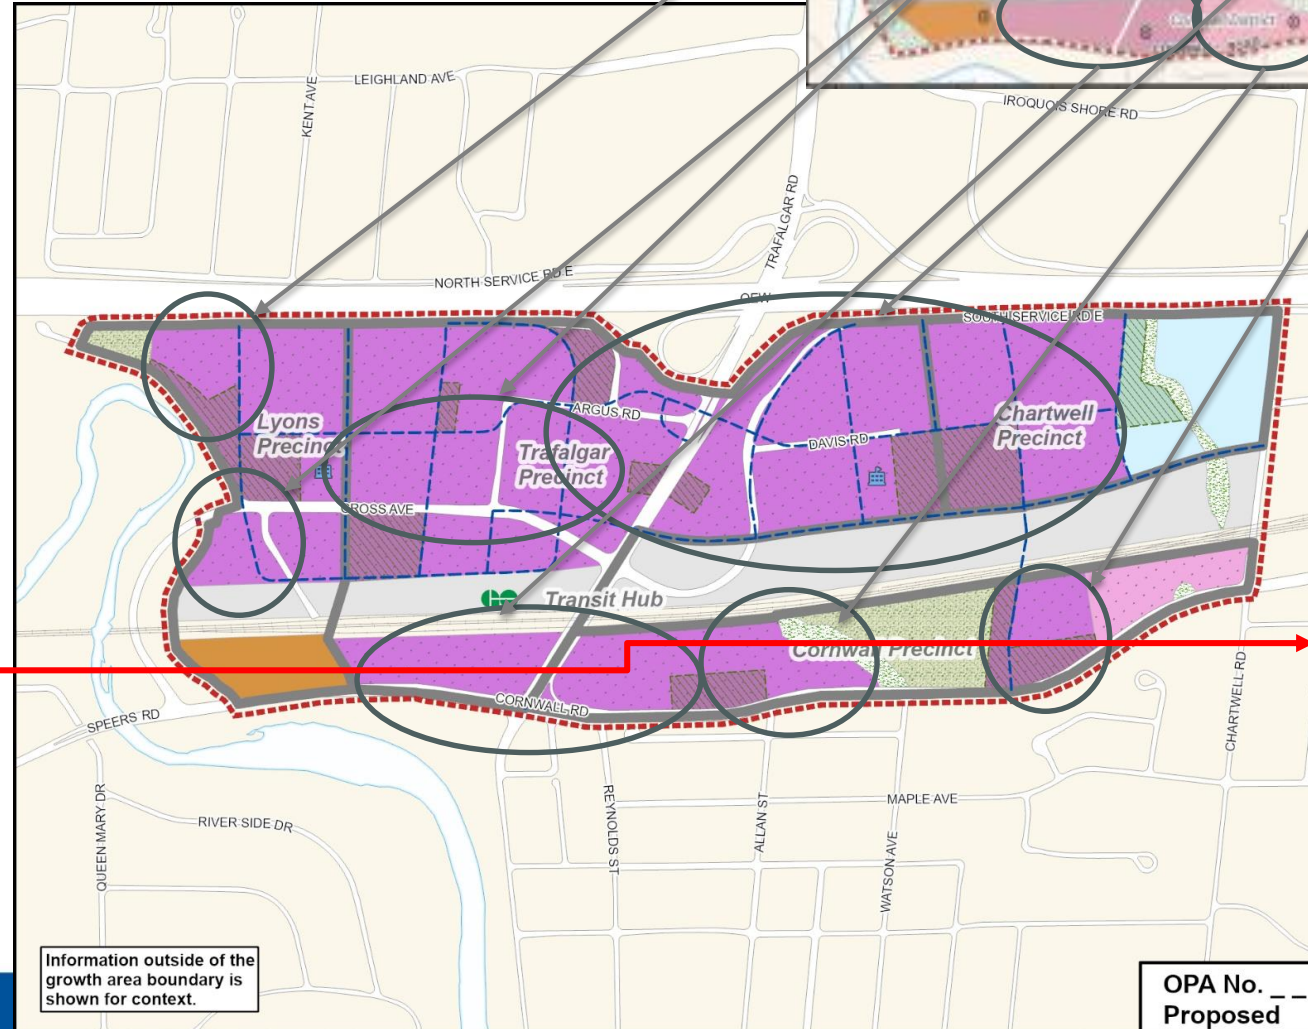 LEIGHLAND AVE
KENT AVE
IROQUOIS SHORE RD
TRAFALGAR RD
NORTH SERVICE RD E
QEW
SOUTH SERVICE RD E
ARGUS RD
Lyons
Precinct
Trafalgar
Precinct
Chartwell
Precinct
DAVIS RD
CROSS AVE
Transit Hub
Cornwall Precinct
CORNWALL RD
SPEERS RD
CHARTWELL RD
QUEEN MARY DR
RIVER SIDE DR
REYNOLDS ST
ALLAN ST
MAPLE AVE
WATSON AVE
Information outside of the
growth area boundary is
shown for context.
OPA No. _ _
Proposed